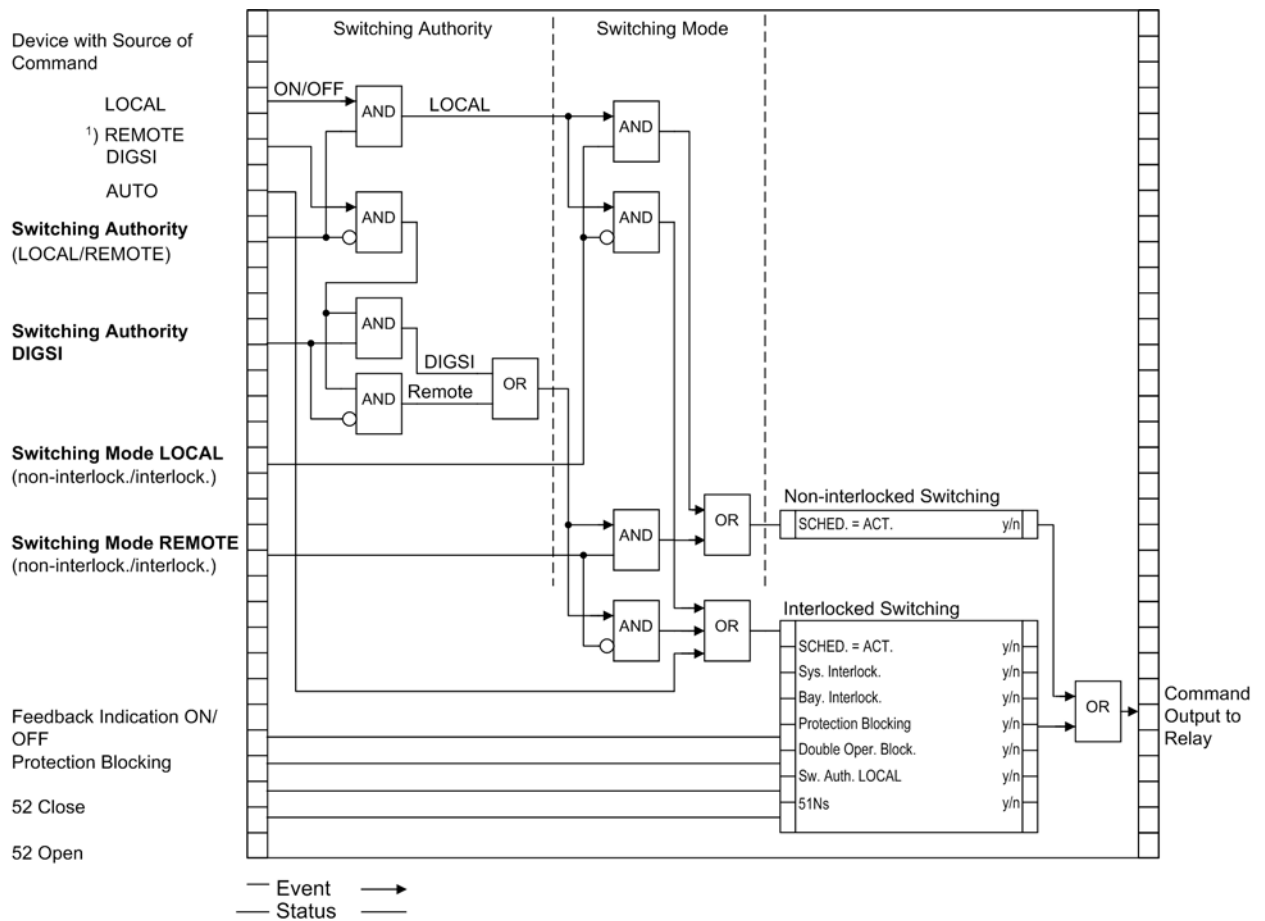 Switching Authority
Switching Mode
Device with Source of
Command
ON/OFF
LOCAL
LOCAL
¹) REMOTE
DIGSI
AUTO
AND
AND
AND
AND
Switching Authority
(LOCAL/REMOTE)
Switching Authority
DIGSI
AND
DIGSI
OR
AND
Remote
Switching Mode LOCAL
(non-interlock./interlock.)
Switching Mode REMOTE
(non-interlock./interlock.)
AND
OR
Non-interlocked Switching
SCHED. = ACT. y/n
AND
OR
Interlocked Switching
SCHED. = ACT. y/n
Sys. Interlock. y/n
Bay. Interlock. y/n
Protection Blocking y/n
Double Oper. Block. y/n
Sw. Auth. LOCAL y/n
51Ns y/n
OR
Command
Output to
Relay
Feedback Indication ON/
OFF
Protection Blocking
52 Close
52 Open
Event
Status